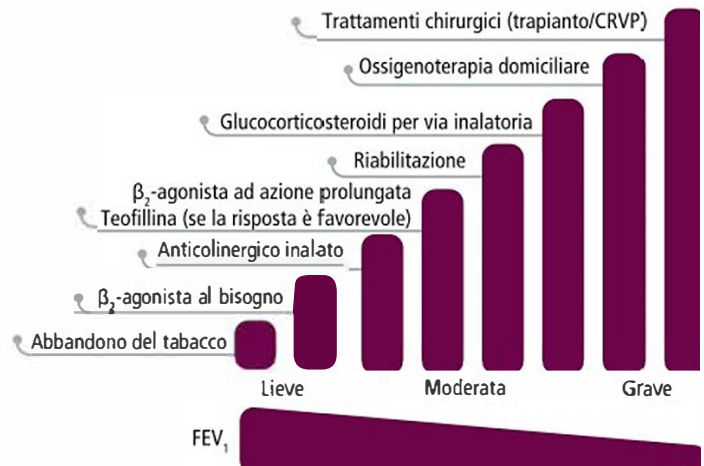 Trattamenti chirurgici (trapianto/CRVP)
Ossigenoterapia domiciliare
Glucocorticosteroidi per via inalatoria
Riabilitazione
β₂-agonista ad azione prolungata
Teofillina (se la risposta è favorevole)
Anticolinergico inalato
β₂-agonista al bisogno
Abbandono del tabacco
Lieve Moderata Grave
FEV₁